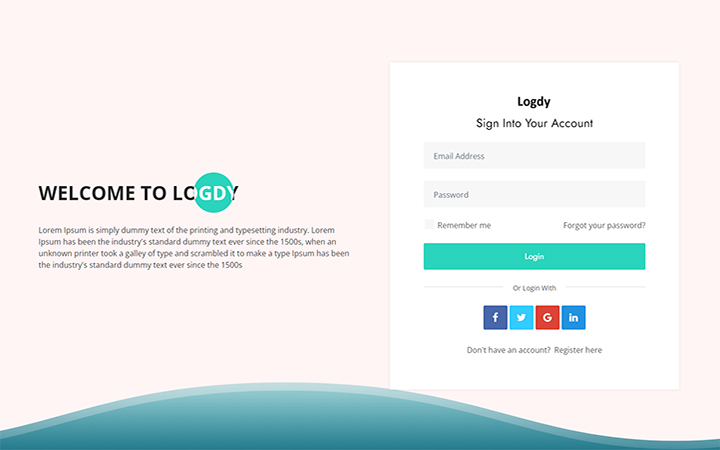 WELCOME TO LOGDY
Lorem Ipsum is simply dummy text of the printing and typesetting industry. Lorem
Ipsum has been the industry's standard dummy text ever since the 1500s, when an
unknown printer took a galley of type and scrambled it to make a type Ipsum has been
the industry's standard dummy text ever since the 1500s
Logdy
Sign Into Your Account
Email Address
Password
Remember me Forgot your password?
Login
Or Login With
Don't have an account? Register here